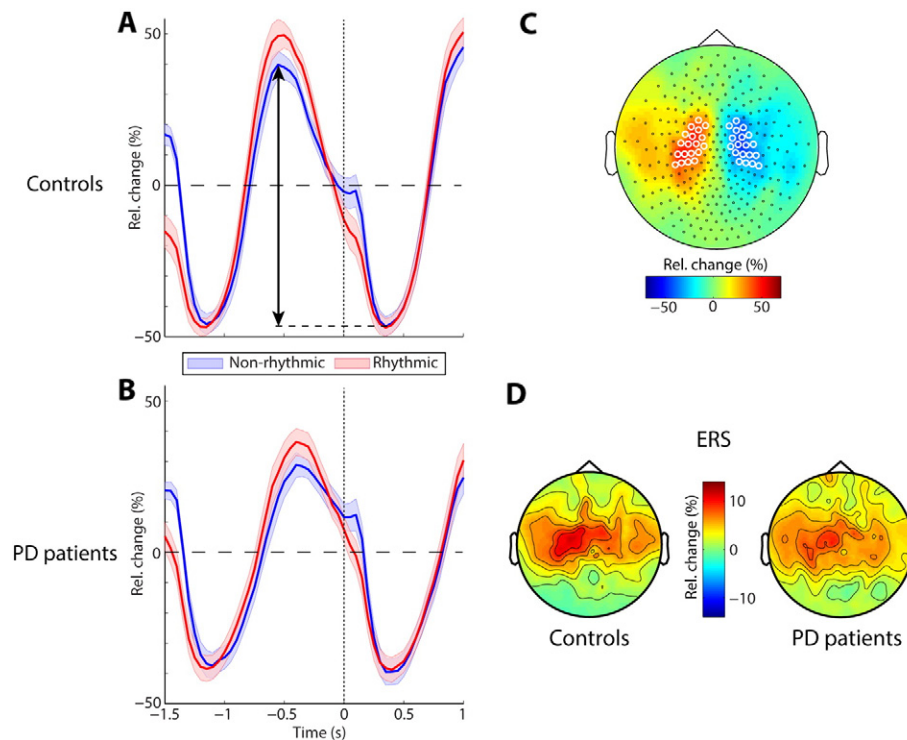 A
50
0
−50
Rel. change (%)
Controls
Non-rhythmic
Rhythmic
B
50
0
−50
Rel. change (%)
PD patients
−1.5
−1
−0.5
0
0.5
1
Time (s)
C
Rel. change (%)
−50
0
50
D
ERS
10
0
−10
Rel. change (%)
Controls
PD patients